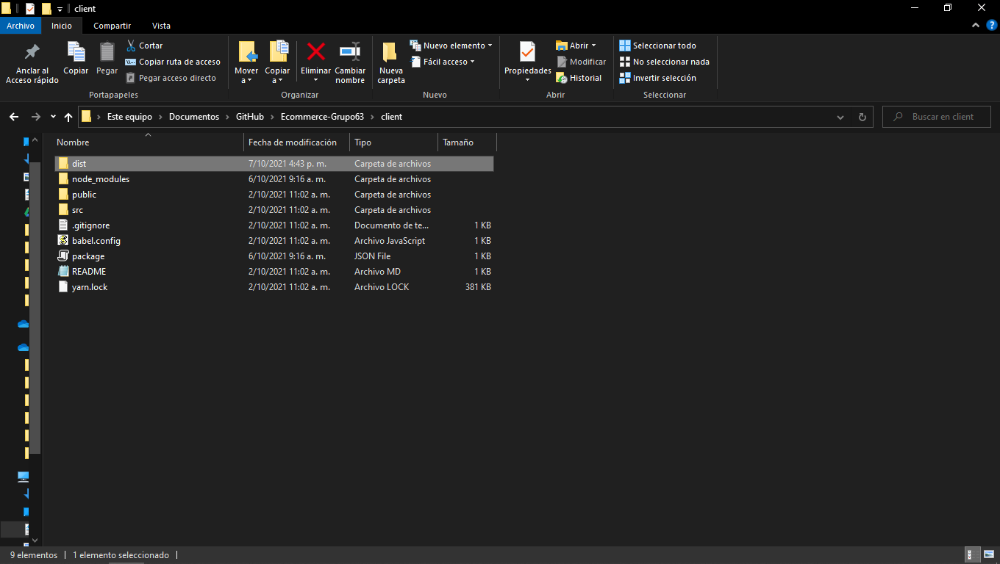 client
Archivo Inicio Compartir Vista
Anclar al
Acceso rápido
Copiar
Pegar
Cortar
Copiar ruta de acceso
Pegar acceso directo
Portapapeles
Mover
a
Copiar
a
Eliminar
Cambiar
nombre
Organizar
Nueva
carpeta
Nuevo elemento
Fácil acceso
Nuevo
Propiedades
Abrir
Modificar
Historial
Abrir
Seleccionar todo
No seleccionar nada
Invertir selección
Seleccionar
Este equipo › Documentos › GitHub › Ecommerce-Grupo63 › client
Buscar en client
Nombre Fecha de modificación Tipo Tamaño
dist 7/10/2021 4:43 p. m. Carpeta de archivos
node_modules 6/10/2021 9:16 a. m. Carpeta de archivos
public 2/10/2021 11:02 a. m. Carpeta de archivos
src 2/10/2021 11:02 a. m. Carpeta de archivos
.gitignore 2/10/2021 11:02 a. m. Documento de te... 1 KB
babel.config 2/10/2021 11:02 a. m. Archivo JavaScript 1 KB
package 6/10/2021 9:16 a. m. JSON File 1 KB
README 2/10/2021 11:02 a. m. Archivo MD 1 KB
yarn.lock 2/10/2021 11:02 a. m. Archivo LOCK 381 KB
9 elementos 1 elemento seleccionado